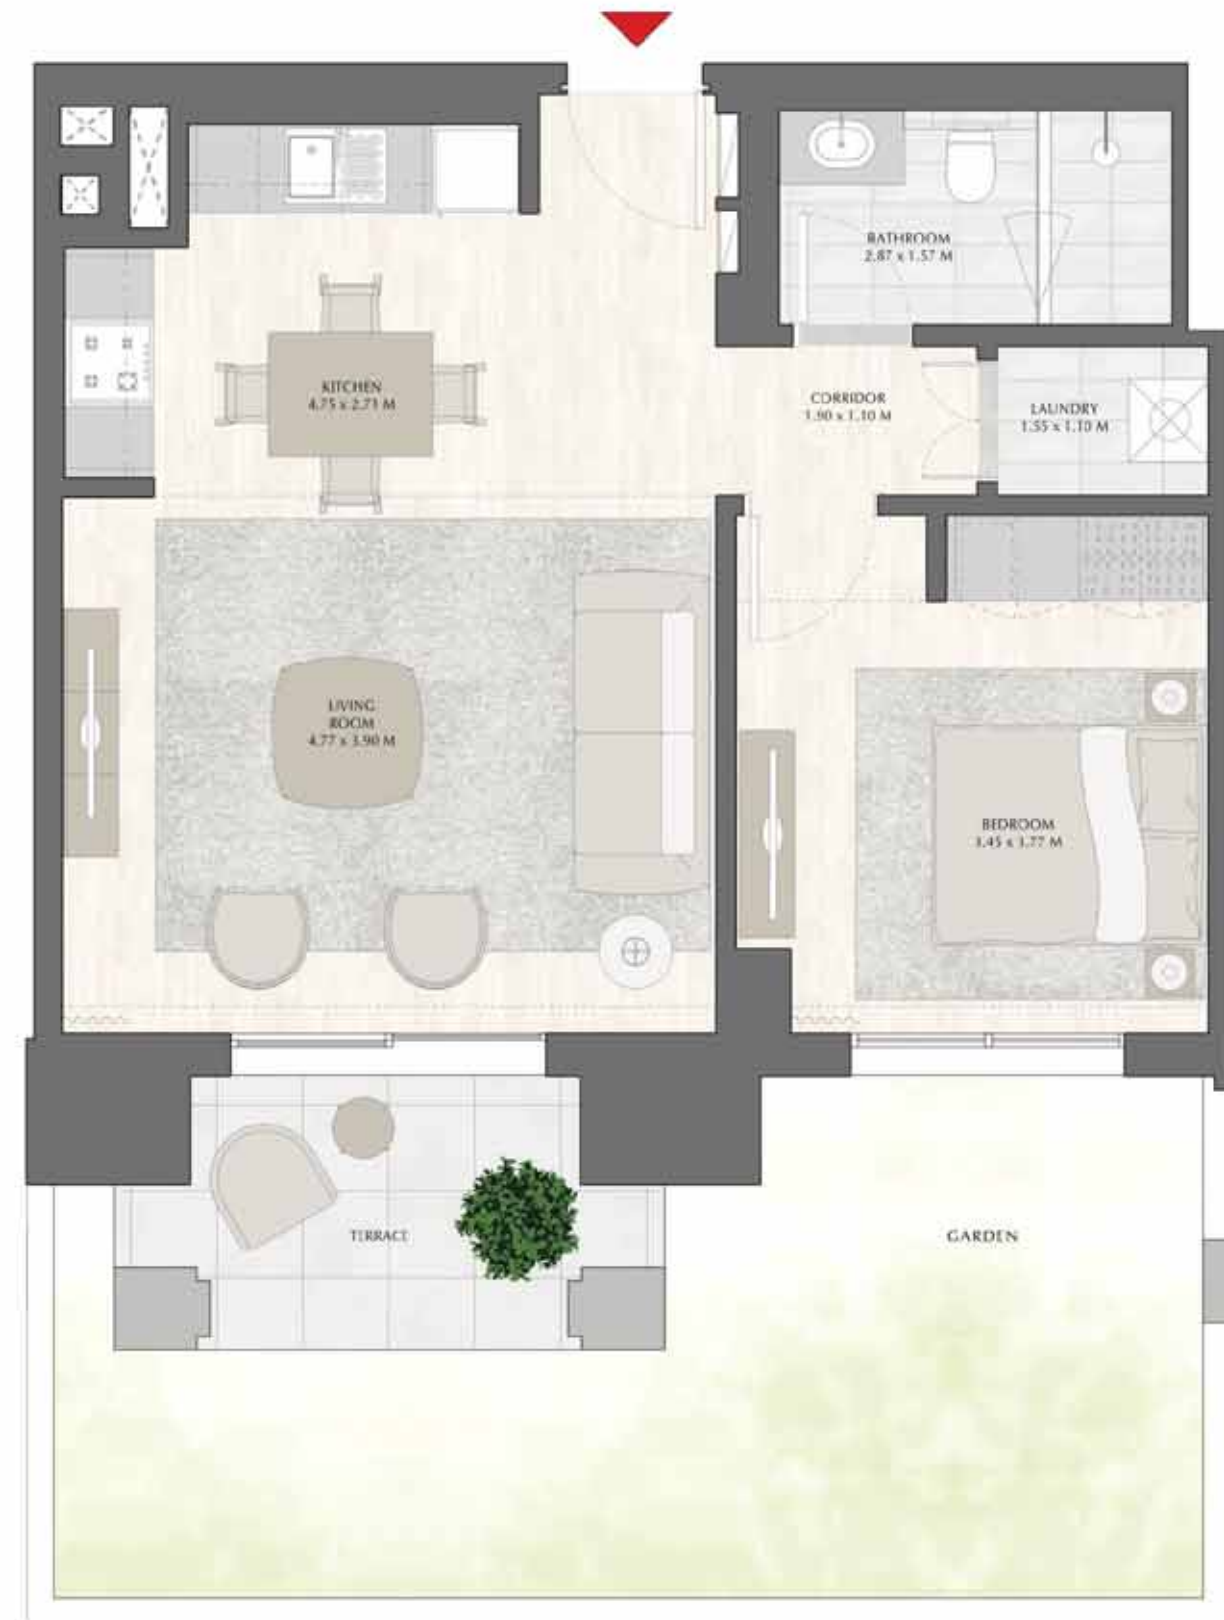 BATHROOM
2.87 x 1.57 M
KITCHEN
4.75 x 2.71 M
CORRIDOR
1.90 x 1.10 M
LAUNDRY
1.55 x 1.10 M
LIVING
ROOM
4.77 x 3.90 M
BEDROOM
3.45 x 3.77 M
TERRACE
GARDEN